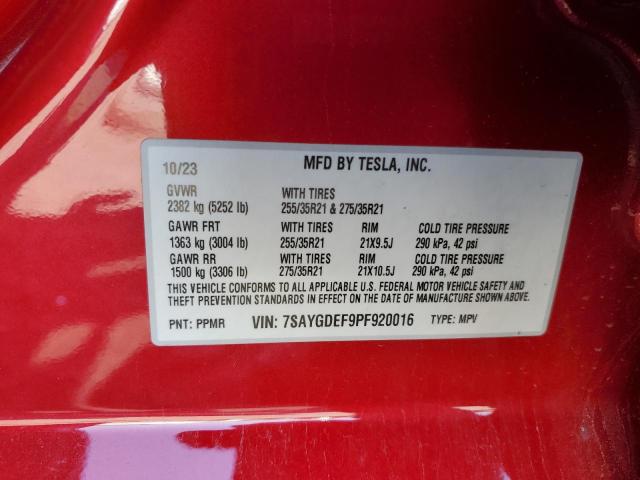 10/23 MFD BY TESLA, INC.
GVWR WITH TIRES
2382 kg (5252 lb) 255/35R21 & 275/35R21
GAWR FRT WITH TIRES RIM COLD TIRE PRESSURE
1363 kg (3004 lb) 255/35R21 21X9.5J 290 kPa, 42 psi
GAWR RR WITH TIRES RIM COLD TIRE PRESSURE
1500 kg (3306 lb) 275/35R21 21X10.5J 290 kPa, 42 psi
THIS VEHICLE CONFORMS TO ALL APPLICABLE U.S. FEDERAL MOTOR VEHICLE SAFETY AND
THEFT PREVENTION STANDARDS IN EFFECT ON THE DATE OF MANUFACTURE SHOWN ABOVE.
PNT: PPMR VIN: 7SAYGDEF9PF920016 TYPE: MPV